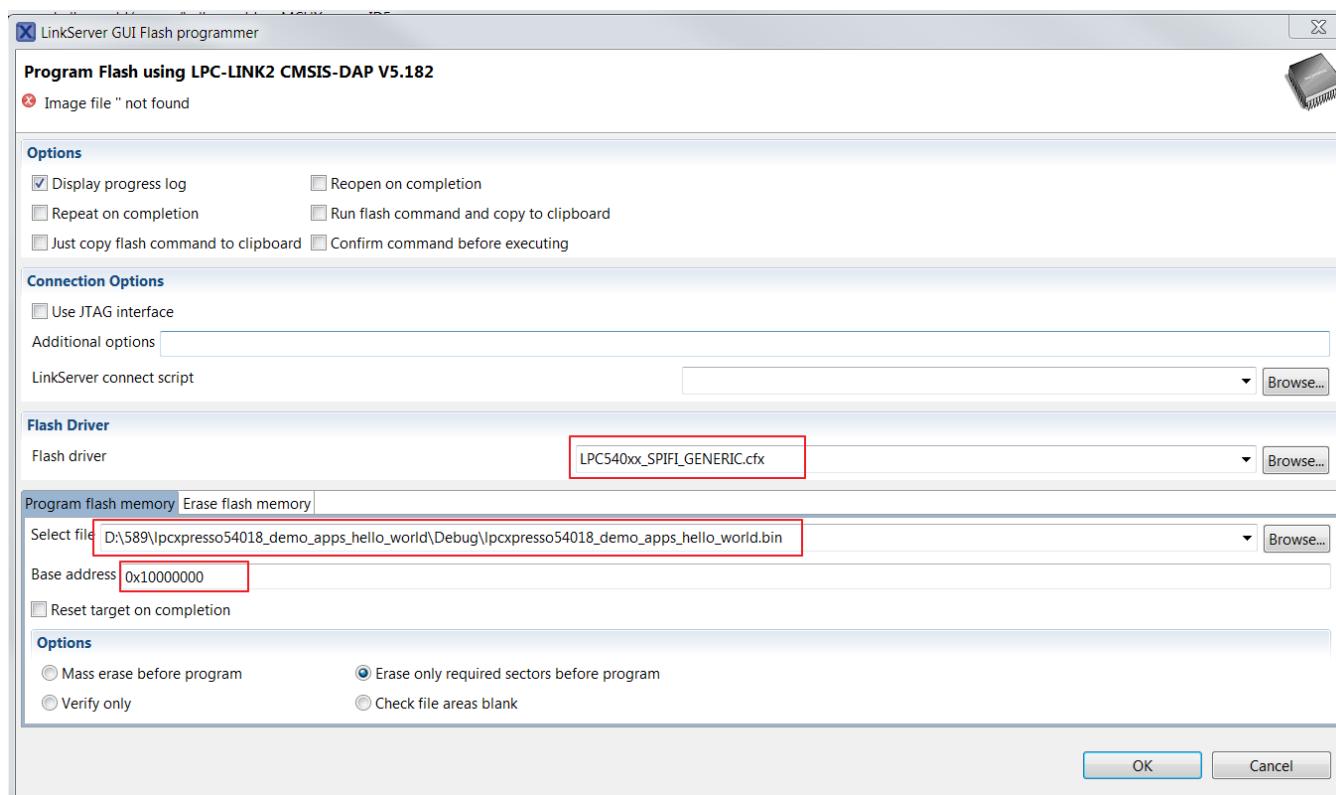 LinkServer GUI Flash programmer
Program Flash using LPC-LINK2 CMSIS-DAP V5.182
Image file '' not found
Options
Display progress log Reopen on completion
Repeat on completion Run flash command and copy to clipboard
Just copy flash command to clipboard Confirm command before executing
Connection Options
Use JTAG interface
Additional options
LinkServer connect script Browse...
Flash Driver
Flash driver LPC540xx_SPIFI_GENERIC.cfx Browse...
Program flash memory Erase flash memory
Select file D:\589\lpcxpresso54018_demo_apps_hello_world\Debug\lpcxpresso54018_demo_apps_hello_world.bin Browse...
Base address 0x10000000
Reset target on completion
Options
Mass erase before program Erase only required sectors before program
Verify only Check file areas blank
OK Cancel